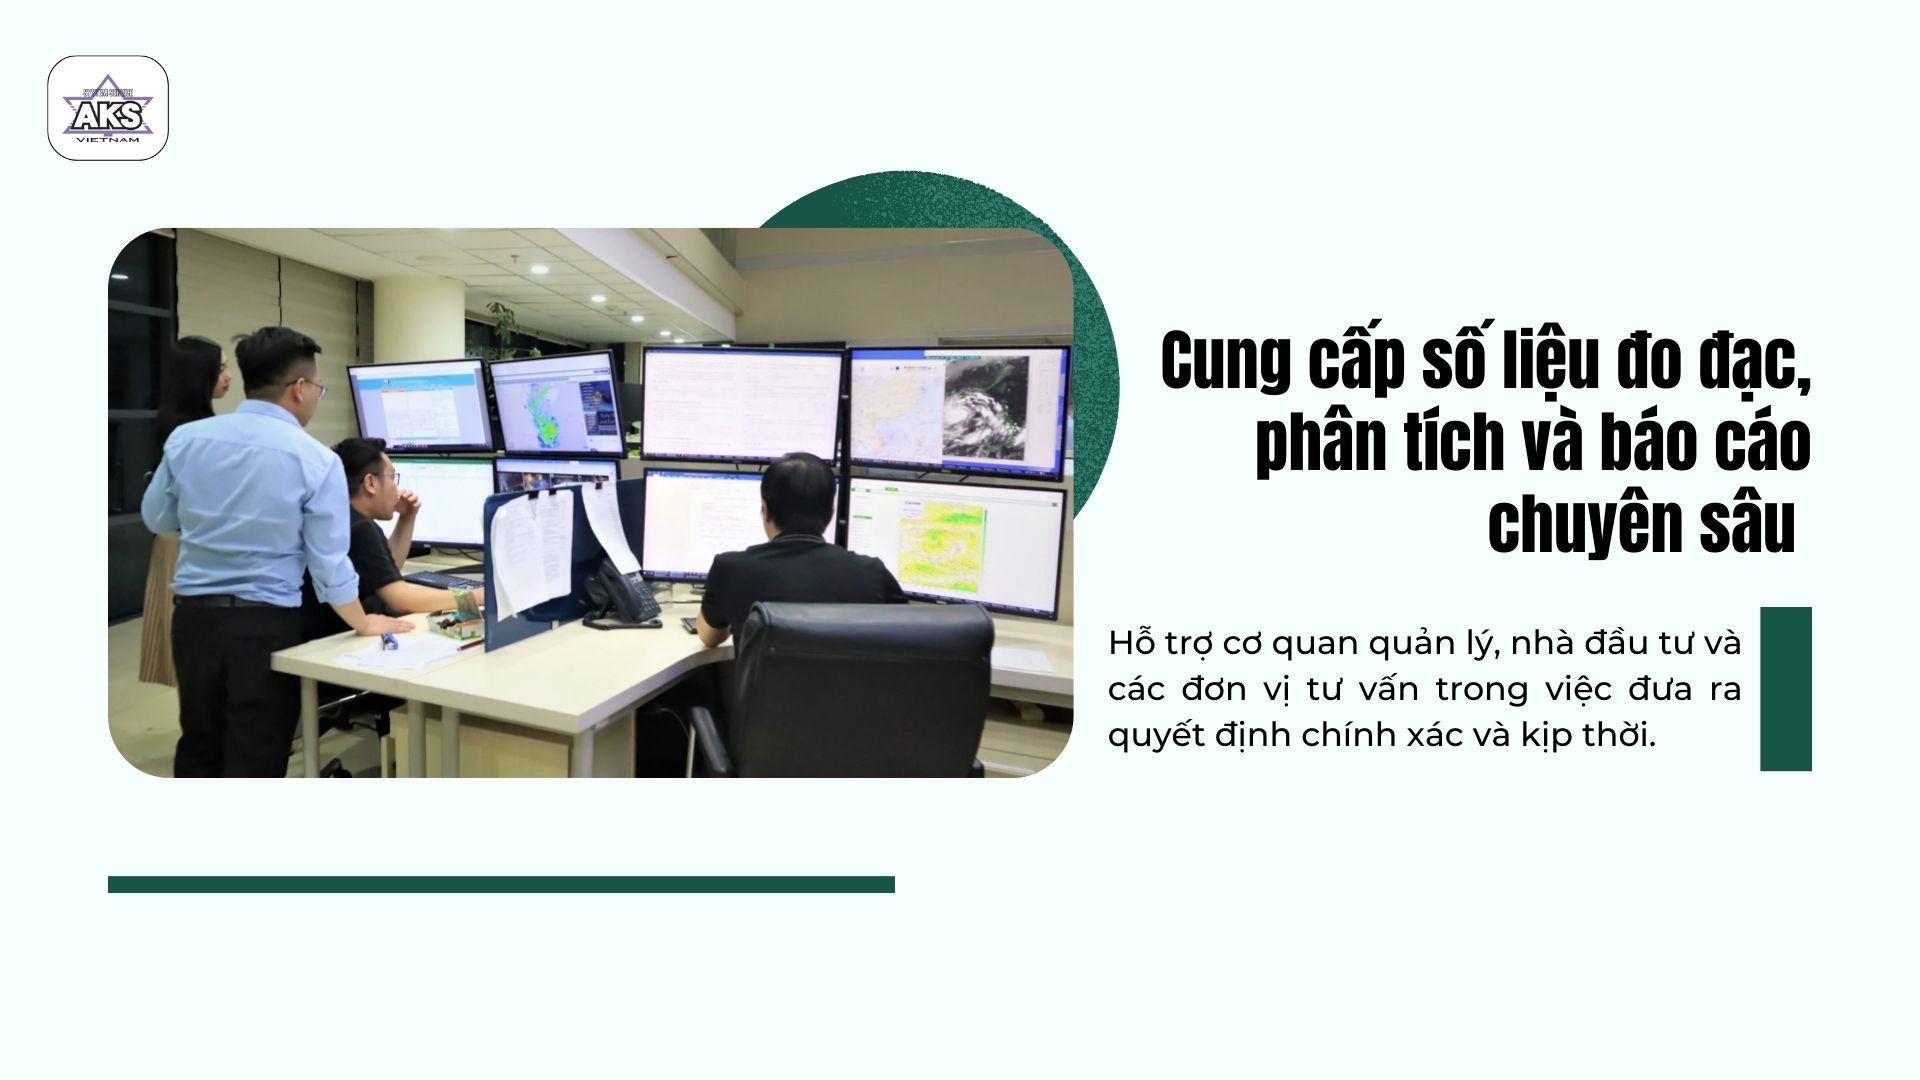 SYSTEM SERVICE
AKS
VIETNAM
Cung cấp số liệu đo đạc,
phân tích và báo cáo
chuyên sâu
Hỗ trợ cơ quan quản lý, nhà đầu tư và
các đơn vị tư vấn trong việc đưa ra
quyết định chính xác và kịp thời.